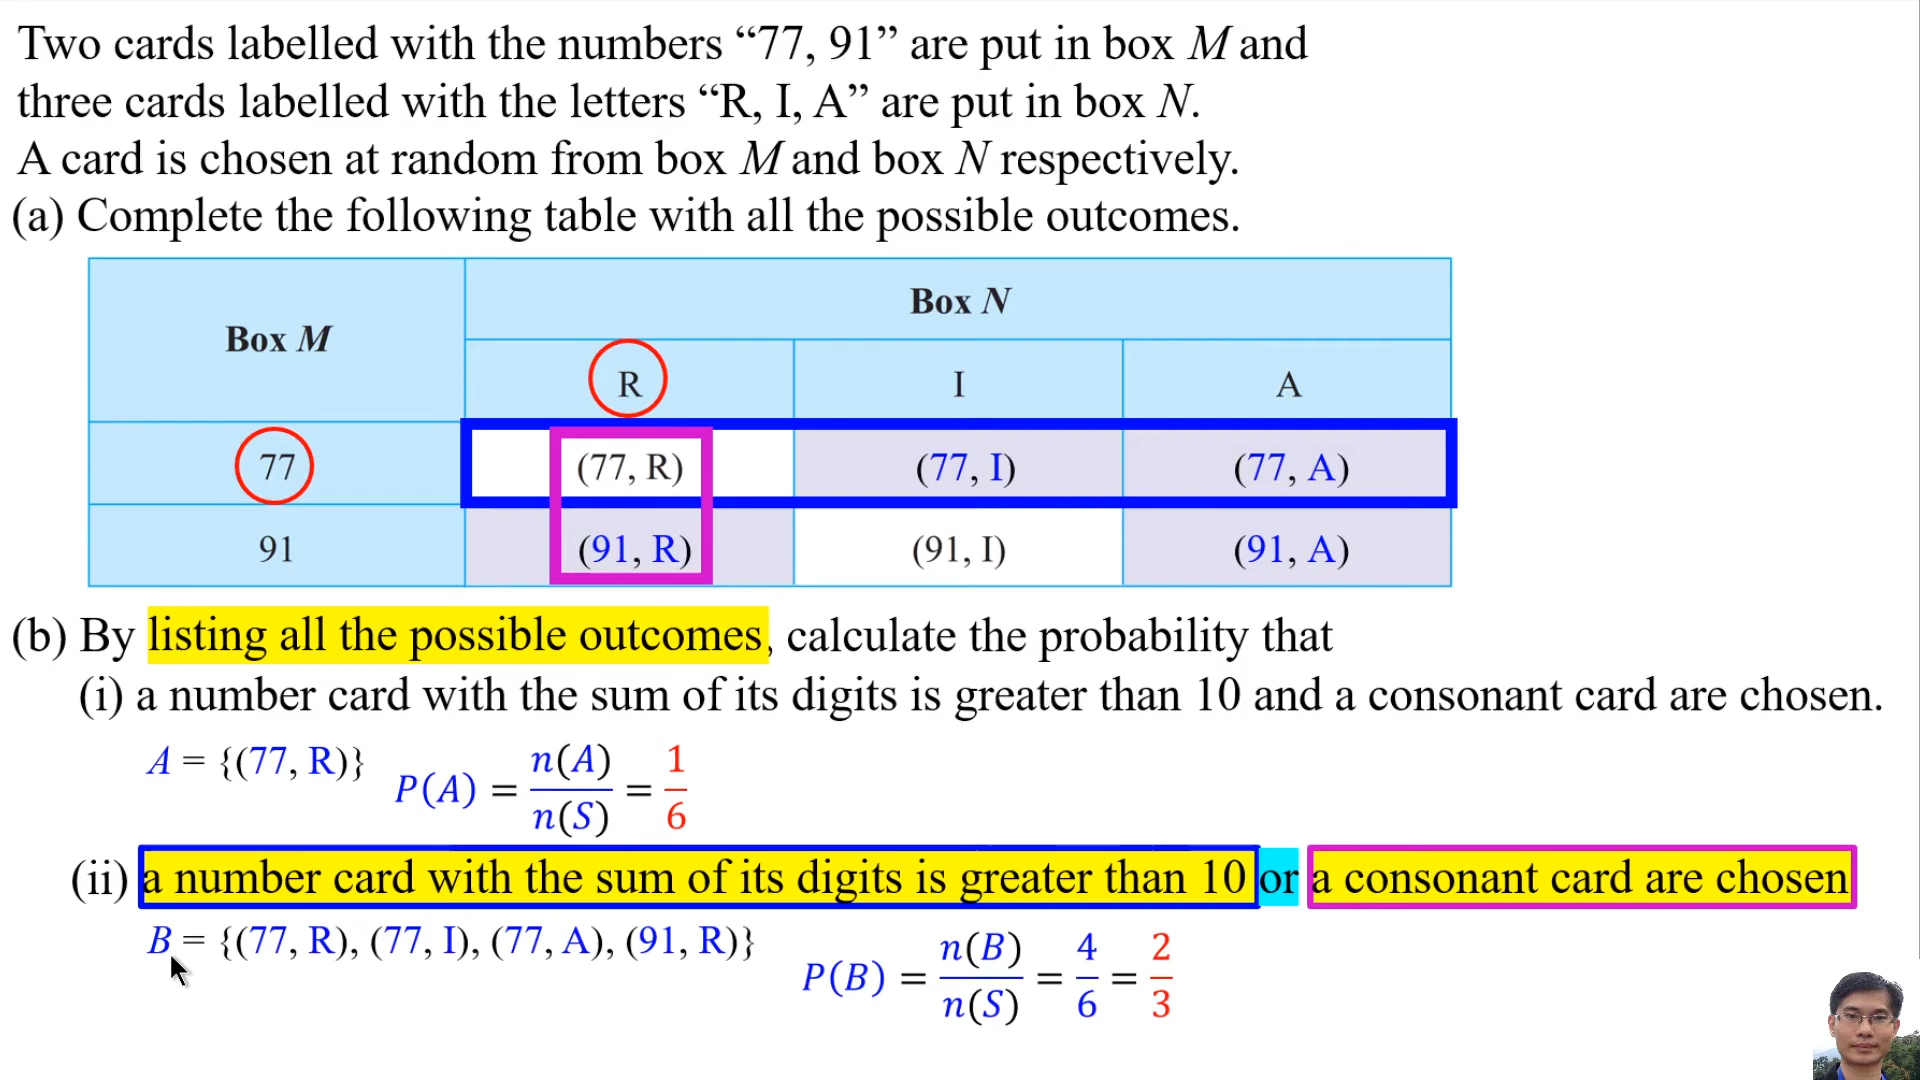 Two cards labelled with the numbers “77, 91” are put in box M and
three cards labelled with the letters “R, I, A” are put in box N.
A card is chosen at random from box M and box N respectively.
(a) Complete the following table with all the possible outcomes.
Box M
Box N
R I A
77 (77, R) (77, I) (77, A)
91 (91, R) (91, I) (91, A)
(b) By listing all the possible outcomes, calculate the probability that
(i) a number card with the sum of its digits is greater than 10 and a consonant card are chosen.
A = {(77, R)} P(A) = n(A)/n(S) = 1/6
(ii) a number card with the sum of its digits is greater than 10 or a consonant card are chosen
B = {(77, R), (77, I), (77, A), (91, R)} P(B) = n(B)/n(S) = 4/6 = 2/3